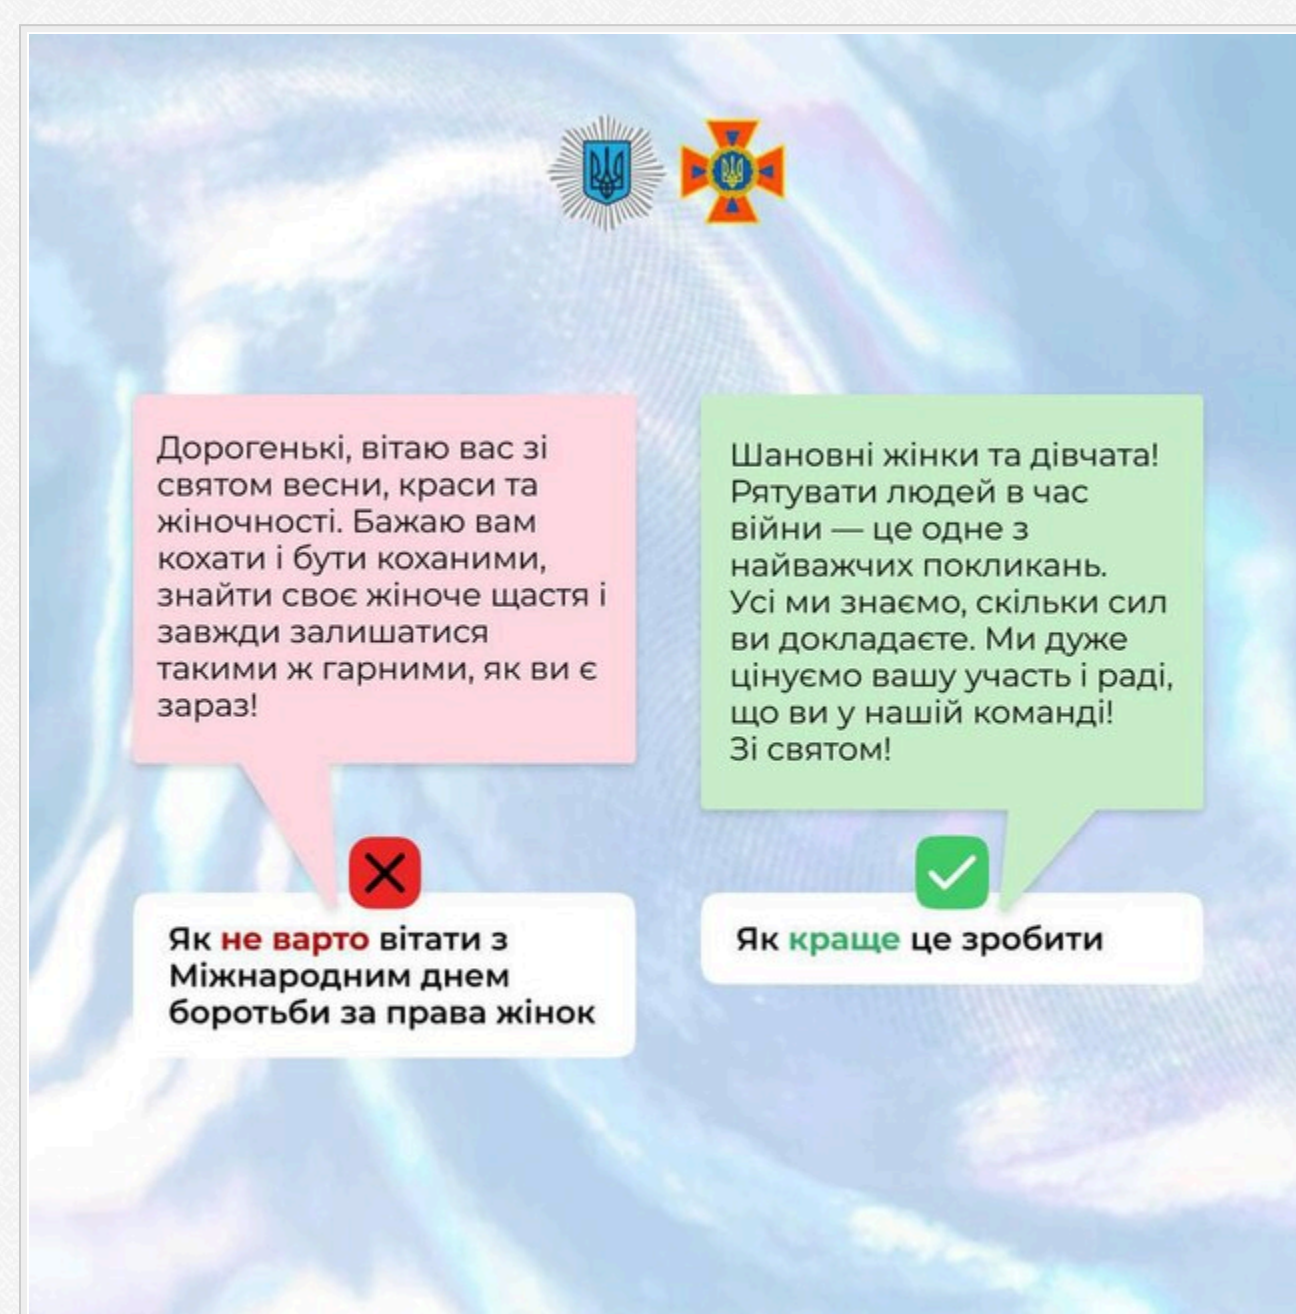 Дорогенькі, вітаю вас зі
святом весни, краси та
жіночності. Бажаю вам
кохати і бути коханими,
знайти своє жіноче щастя і
завжди залишатися
такими ж гарними, як ви є
зараз!
Як не варто вітати з
Міжнародним днем
боротьби за права жінок
Шановні жінки та дівчата!
Рятувати людей в час
війни — це одне з
найважчих покликань.
Усі ми знаємо, скільки сил
ви докладаєте. Ми дуже
цінуємо вашу участь і раді,
що ви у нашій команді!
Зі святом!
Як краще це зробити